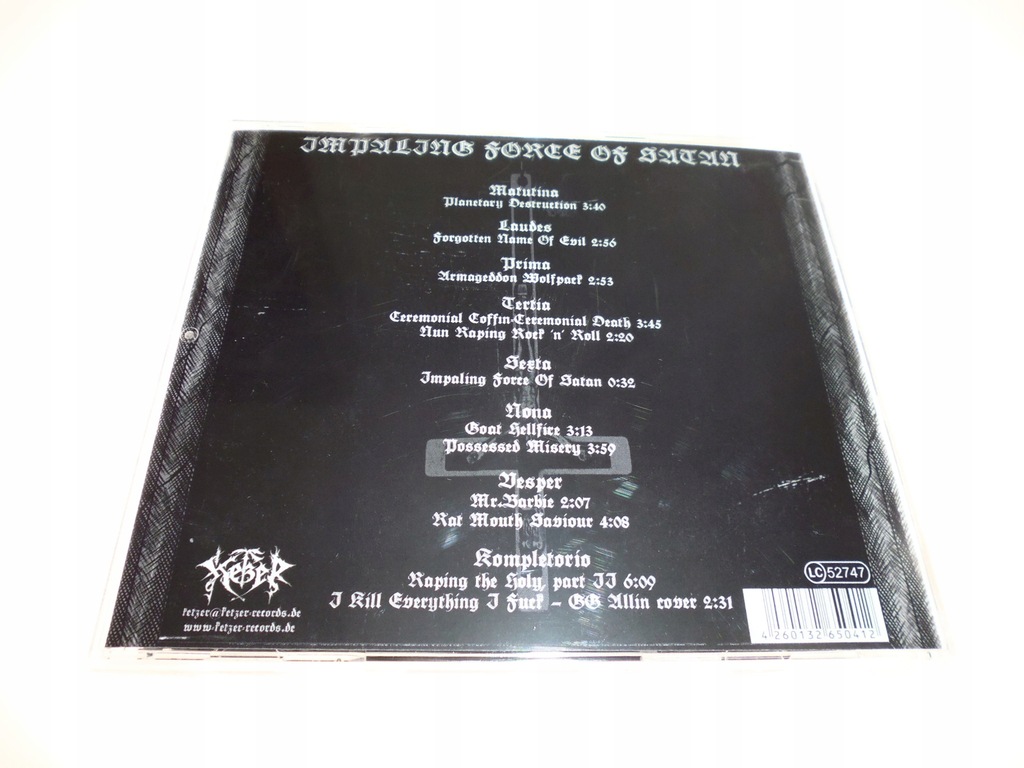 IMPALING FORCE OF SATAN
Matutina
Planetary Destruction 3:40
Laudes
Forgotten Name Of Evil 2:56
Prima
Armageddon Wolfpack 2:53
Tertia
Ceremonial Coffin-Ceremonial Death 3:45
Nun Raping Rock 'n' Roll 2:20
Sexta
Impaling Force Of Satan 0:32
Nona
Goat Hellfire 3:13
Possessed Misery 3:59
Vesper
Mr.Barbie 2:07
Rat Mouth Saviour 4:08
Kompletorio
Raping the Holy, part II 6:09
I Kill Everything I Fuck - GG Allin cover 2:31
KETZER
ketzer@ketzer-records.de
www.ketzer-records.de
LC 52747
4 260132 650412